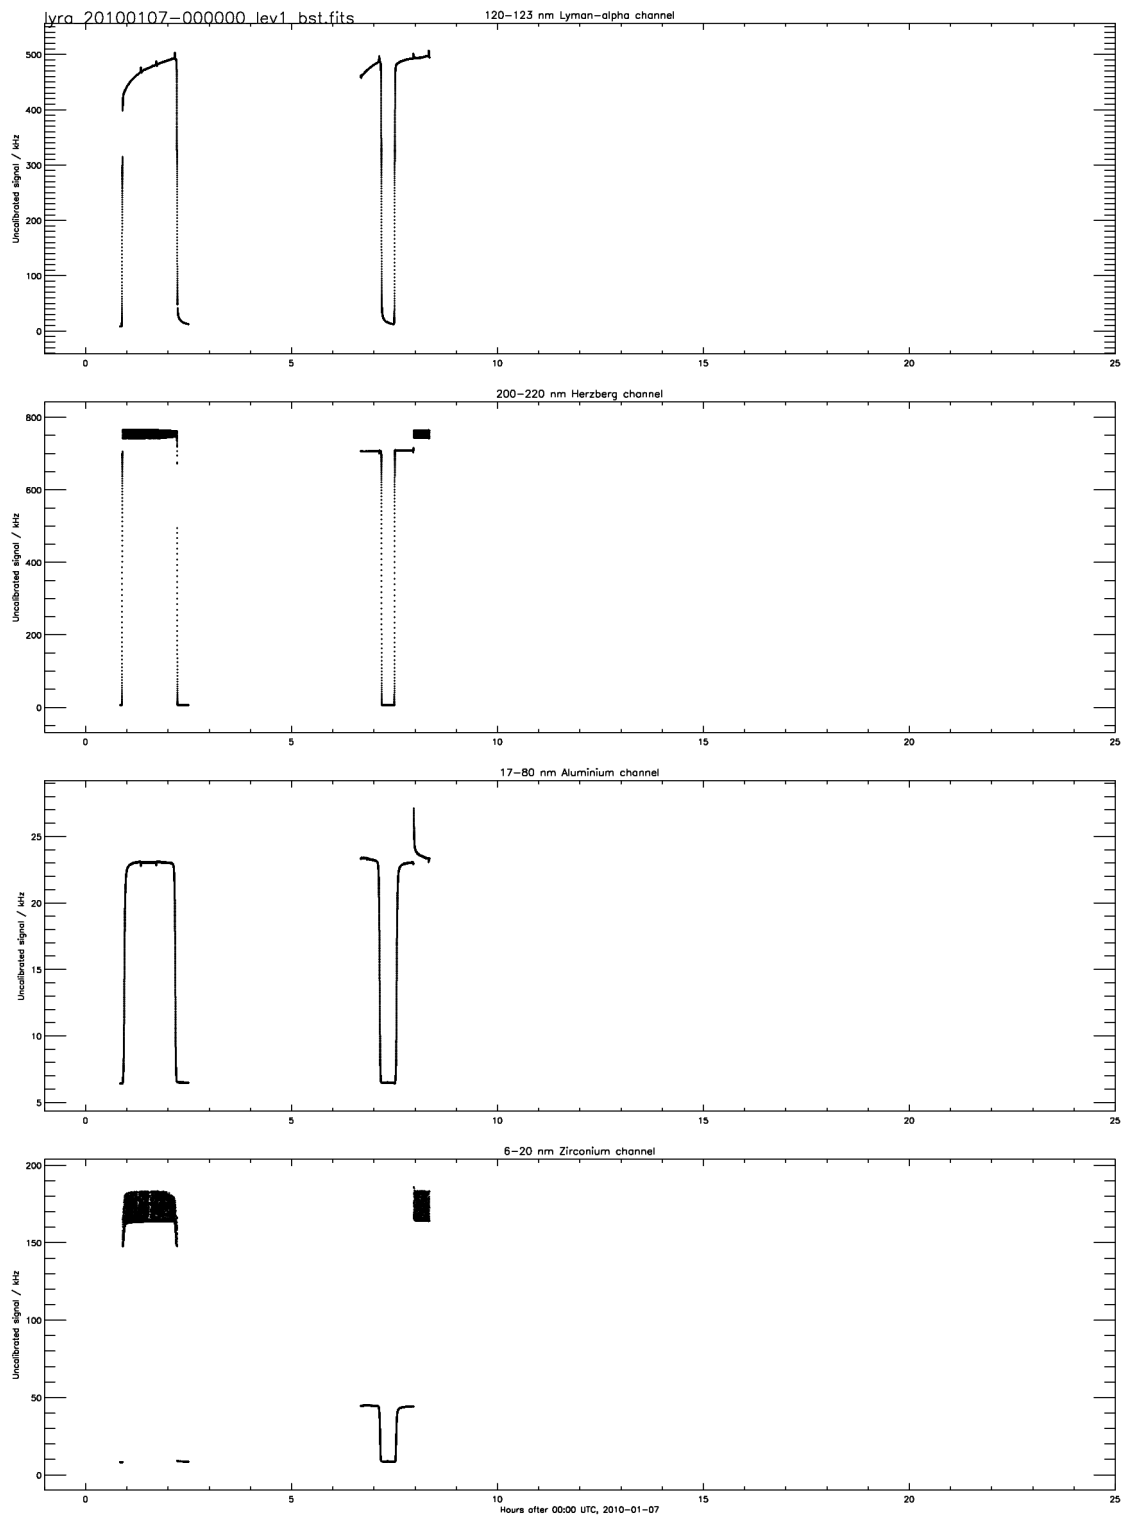 lyra_20100107-000000_lev1_bst.fits
120-123 nm Lyman-alpha channel
500
400
300
200
100
0
Uncalibrated signal / kHz
0 5 10 15 20 25
200-220 nm Herzberg channel
800
600
400
200
0
Uncalibrated signal / kHz
0 5 10 15 20 25
17-80 nm Aluminium channel
25
20
15
10
5
Uncalibrated signal / kHz
0 5 10 15 20 25
6-20 nm Zirconium channel
200
150
100
50
0
Uncalibrated signal / kHz
0 5 10 15 20 25
Hours after 00:00 UTC, 2010-01-07